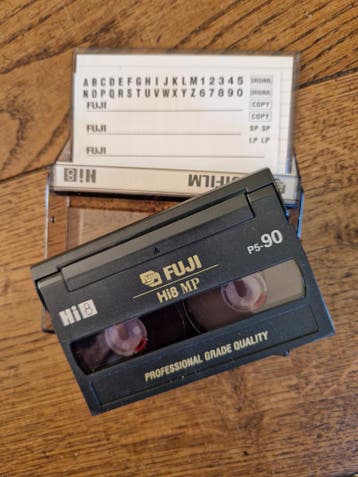 ABCDEFGHIJKLM12345 ORIGINAL
NOPQRSTUVWXYZ67890 ORIGINAL
FUJI COPY
COPY
FUJI SP SP
LP LP
FUJI
Hi8 FUJIFILM
P5-90
FUJI
Hi8 MP
Hi8
PROFESSIONAL GRADE QUALITY